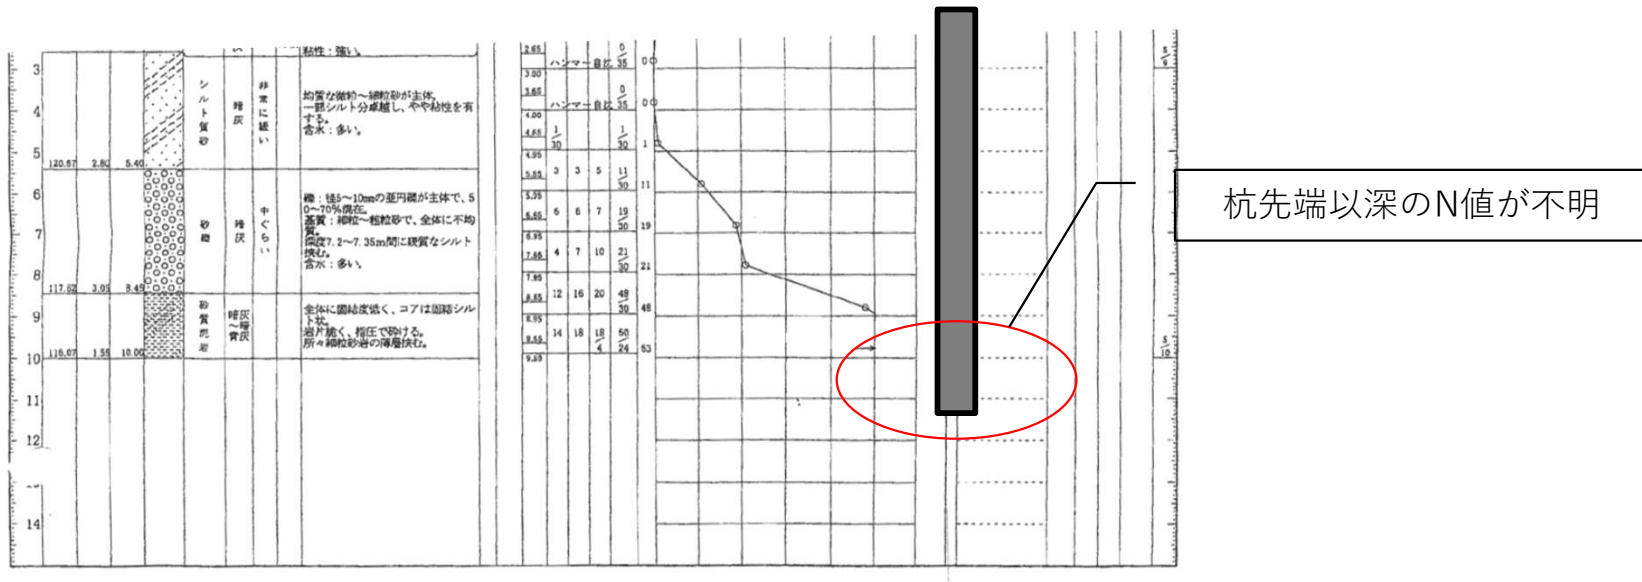 粘性：強い。
シルト質砂
暗灰
非常に緩い
均質な微粒～細粒砂が主体。
一部シルト分卓越し、やや粘性を有
する。
含水：多い。
120.67 2.80 5.40
砂礫
暗灰
中ぐらい
礫：径5～10mmの亜円礫が主体で、5
0～70%混在。
基質：細粒～粗粒砂で、全体に不均
質。
深度7.2～7.35m間に硬質なシルト
挟む。
含水：多い。
117.62 3.05 8.45
砂質泥岩
暗灰～青暗灰
全体に固結度低く、コアは固結シル
ト状。
岩片脆く、指圧で砕ける。
所々細粒砂岩の薄層挟む。
116.07 1.55 10.00
3
4
5
6
7
8
9
10
11
12
14
2.65 ハンマー自沈 0/35 0
3.00
3.65 ハンマー自沈 0/35 0
4.00
4.65 1/30 1/30 1
4.95
5.65 3 3 5 11/30 11
5.95
6.65 6 6 7 19/30 19
6.95
7.65 4 7 10 21/30 21
7.95
8.65 12 16 20 48/30 48
8.95
9.65 14 18 18/4 50/24 63
杭先端以深のN値が不明
5/10